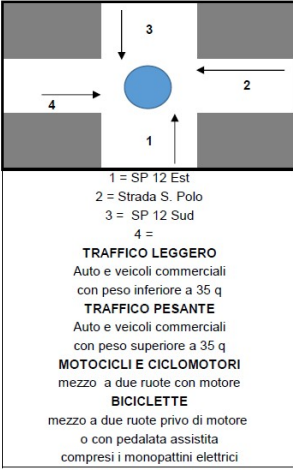 3
2
4
1
1 = SP 12 Est
2 = Strada S. Polo
3 = SP 12 Sud
4 =
TRAFFICO LEGGERO
Auto e veicoli commerciali
con peso inferiore a 35 q
TRAFFICO PESANTE
Auto e veicoli commerciali
con peso superiore a 35 q
MOTOCICLI E CICLOMOTORI
mezzo a due ruote con motore
BICICLETTE
mezzo a due ruote privo di motore
o con pedalata assistita
compresi i monopattini elettrici